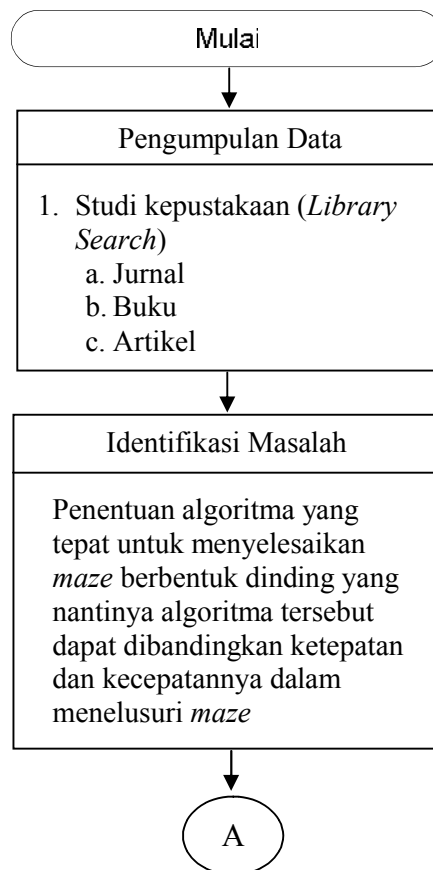 Mulai
Pengumpulan Data
1. Studi kepustakaan (Library
Search)
a. Jurnal
b. Buku
c. Artikel
Identifikasi Masalah
Penentuan algoritma yang
tepat untuk menyelesaikan
maze berbentuk dinding yang
nantinya algoritma tersebut
dapat dibandingkan ketepatan
dan kecepatannya dalam
menelusuri maze
A